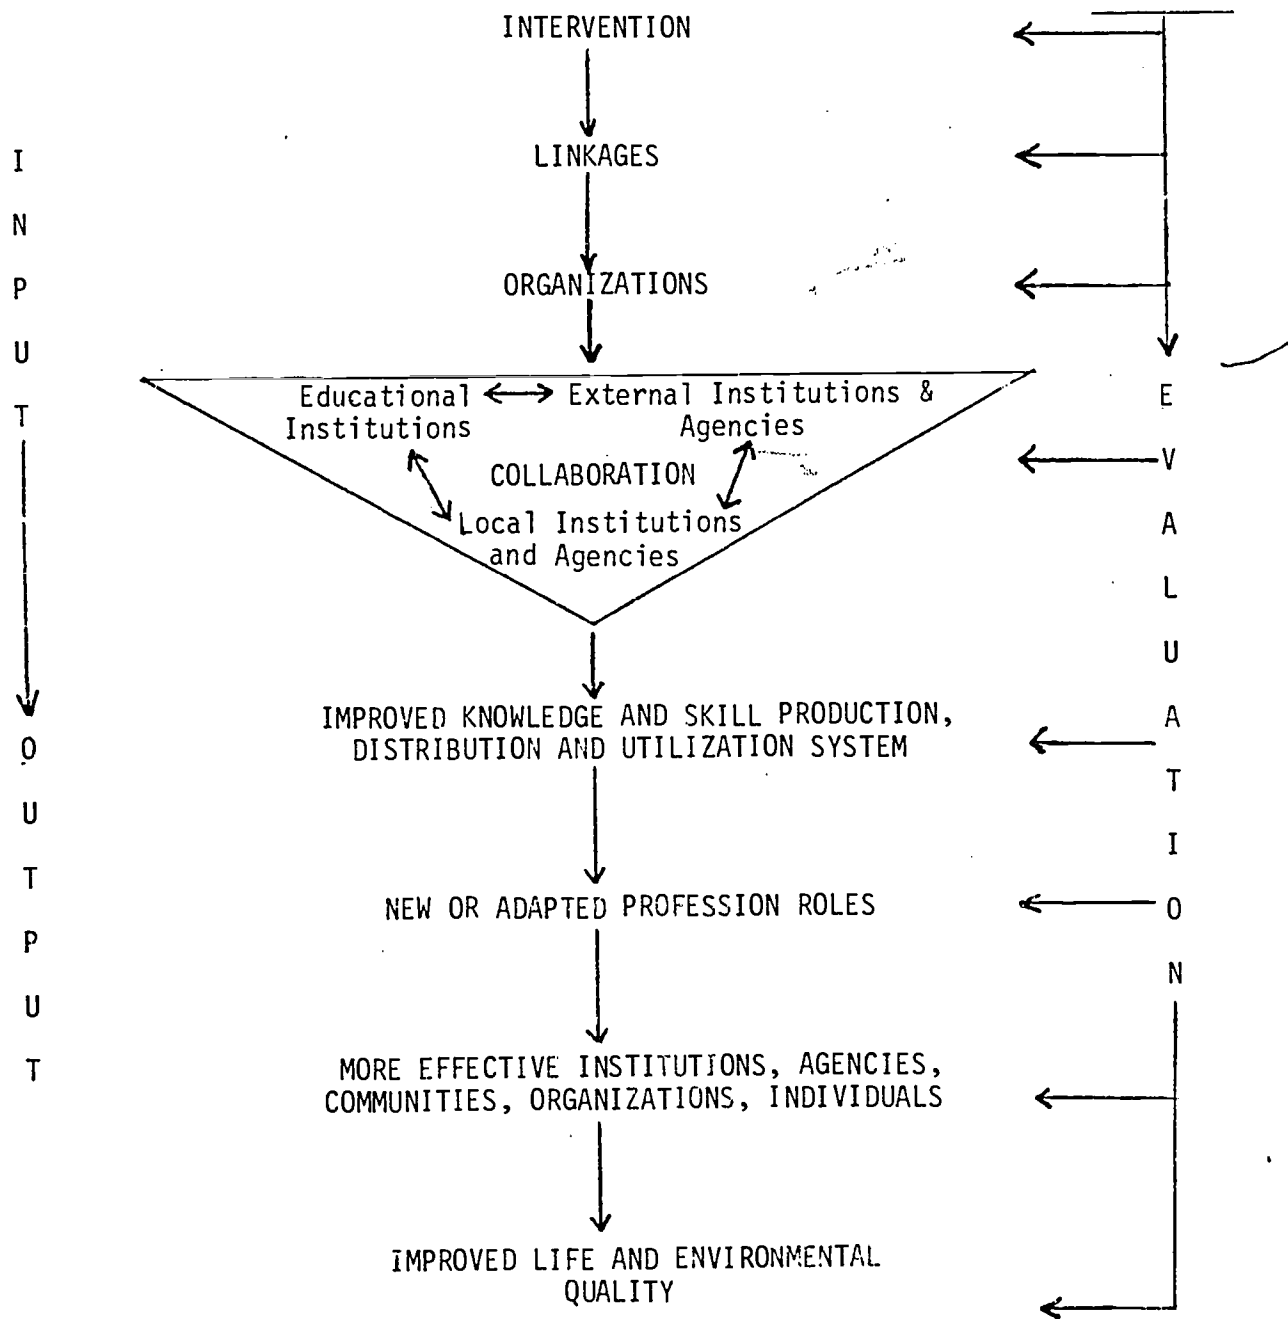 INTERVENTION
LINKAGES
ORGANIZATIONS
Educational External Institutions &
Institutions Agencies
COLLABORATION
Local Institutions
and Agencies
IMPROVED KNOWLEDGE AND SKILL PRODUCTION,
DISTRIBUTION AND UTILIZATION SYSTEM
NEW OR ADAPTED PROFESSION ROLES
MORE EFFECTIVE INSTITUTIONS, AGENCIES,
COMMUNITIES, ORGANIZATIONS, INDIVIDUALS
IMPROVED LIFE AND ENVIRONMENTAL
QUALITY
INPUT
OUTPUT
EVALUATION